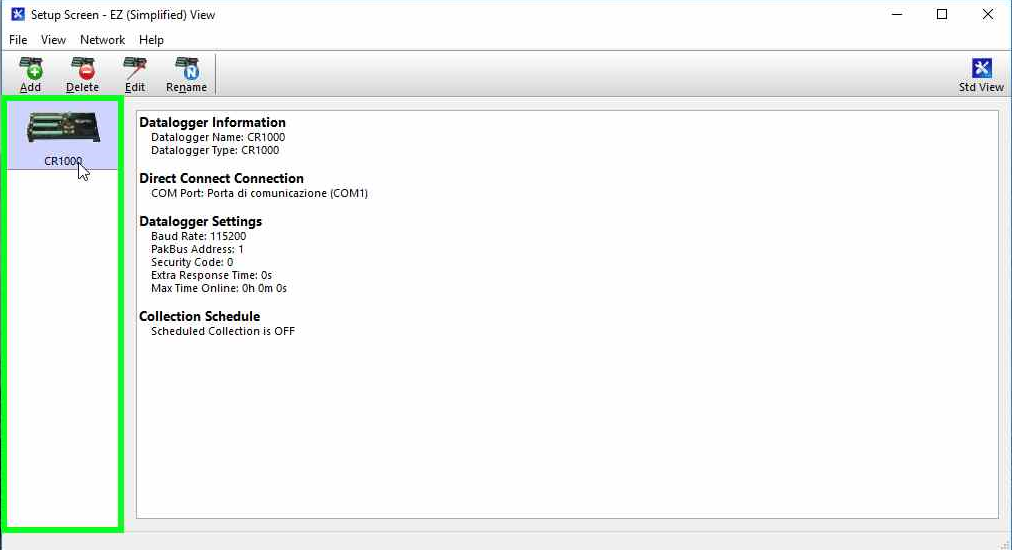 Setup Screen - EZ (Simplified) View
File View Network Help
Add Delete Edit Rename Std View
CR1000
Datalogger Information
Datalogger Name: CR1000
Datalogger Type: CR1000
Direct Connect Connection
COM Port: Porta di comunicazione (COM1)
Datalogger Settings
Baud Rate: 115200
PakBus Address: 1
Security Code: 0
Extra Response Time: 0s
Max Time Online: 0h 0m 0s
Collection Schedule
Scheduled Collection is OFF